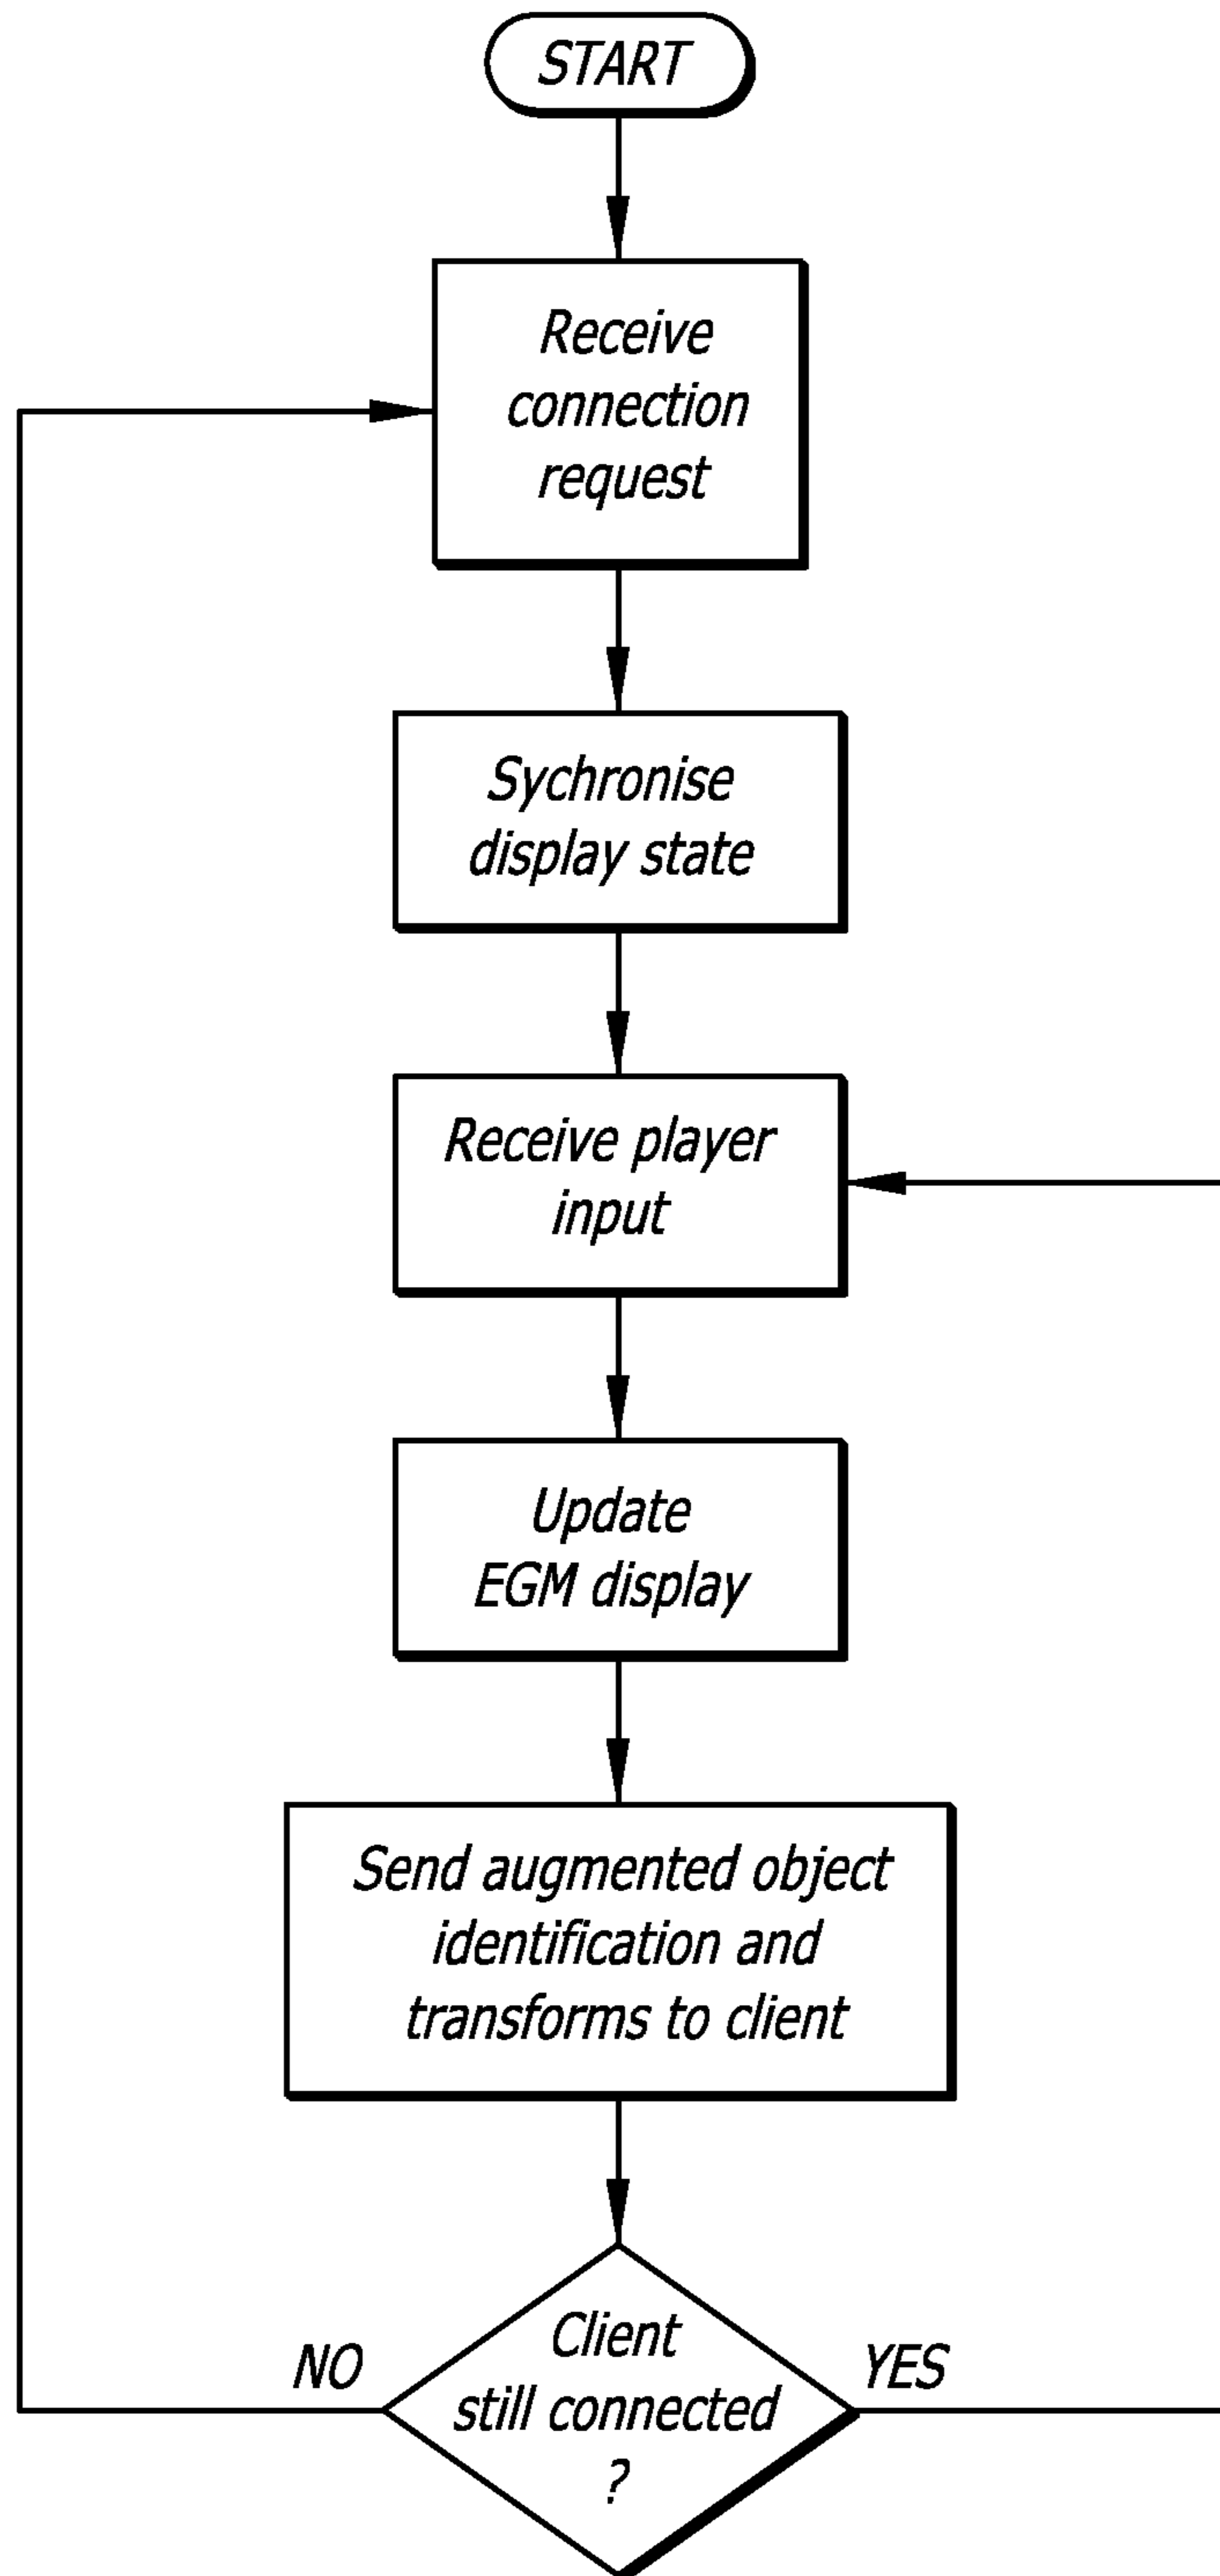 START
Receive
connection
request
Sychronise
display state
Receive player
input
Update
EGM display
Send augmented object
identification and
transforms to client
Client
still connected
?
NO
YES